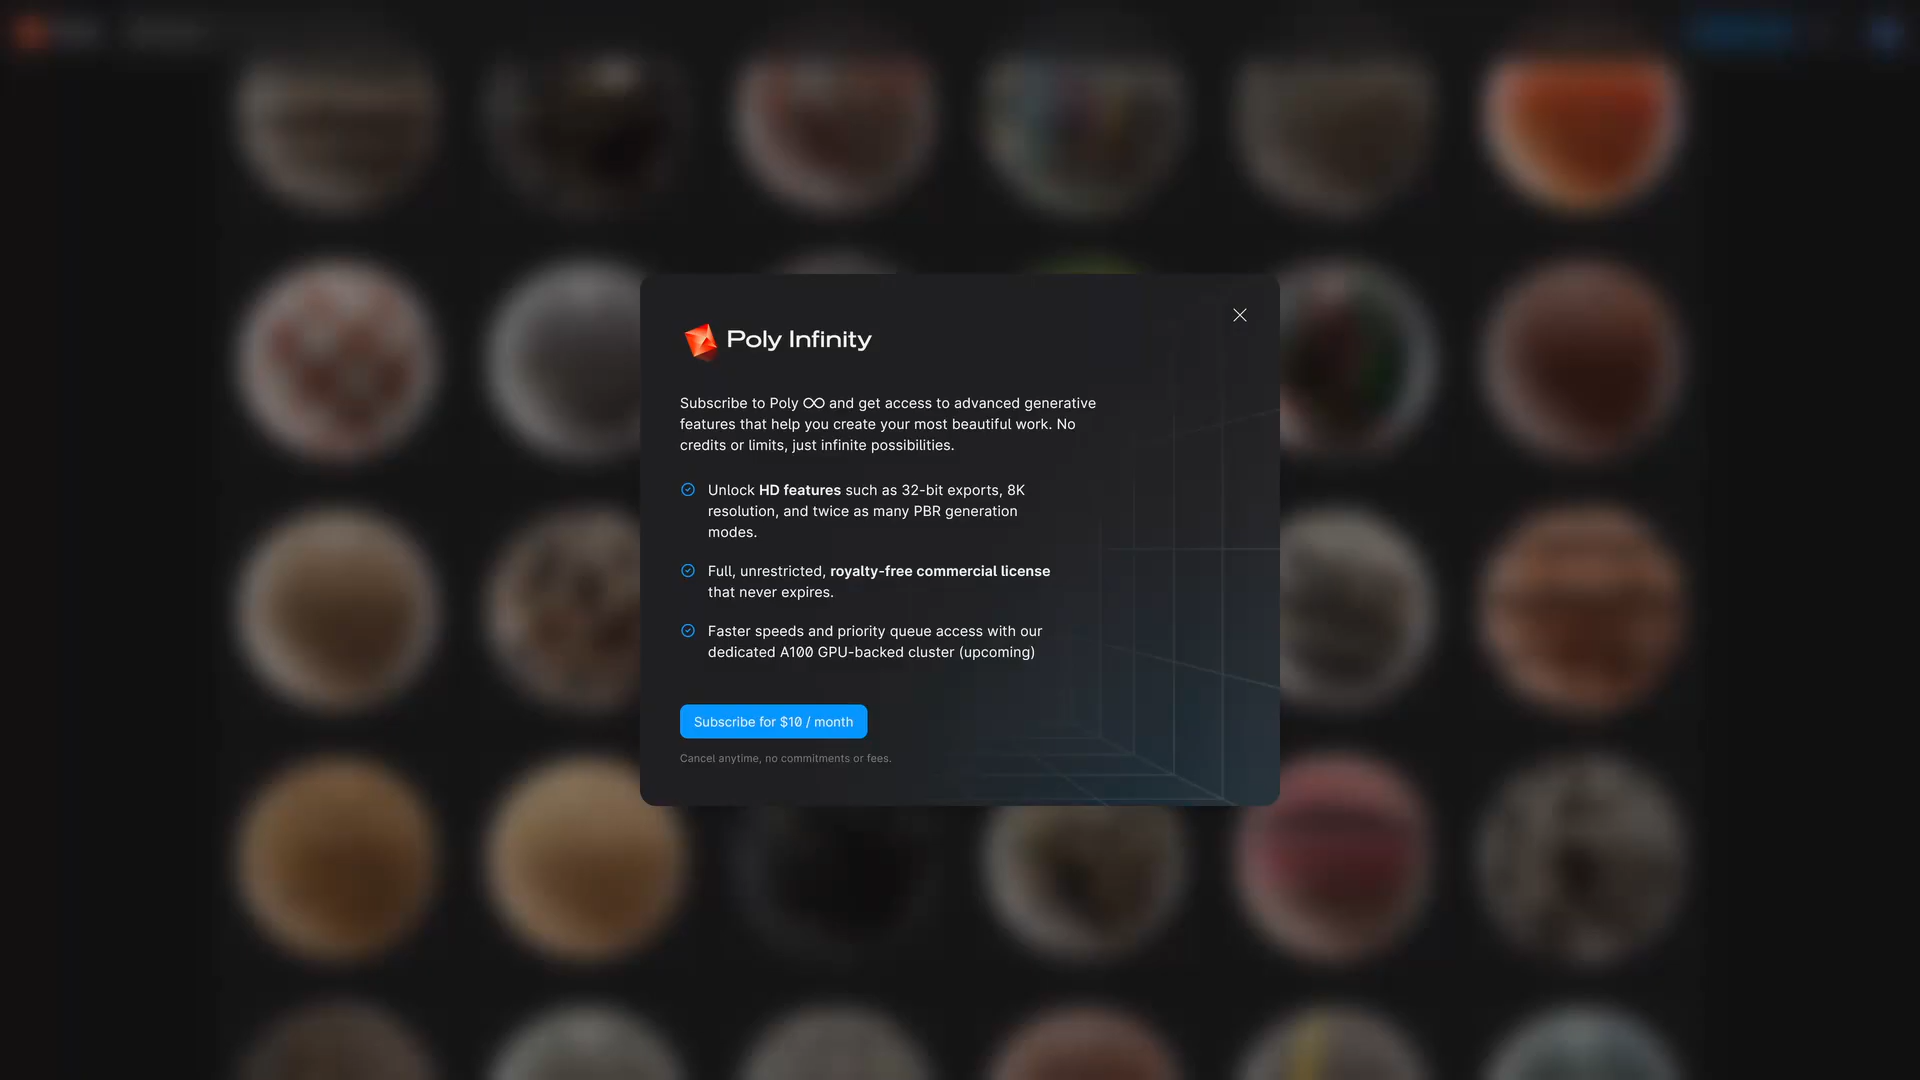 Poly Infinity
Subscribe to Poly ∞ and get access to advanced generative
features that help you create your most beautiful work. No
credits or limits, just infinite possibilities.
Unlock HD features such as 32-bit exports, 8K
resolution, and twice as many PBR generation
modes.
Full, unrestricted, royalty-free commercial license
that never expires.
Faster speeds and priority queue access with our
dedicated A100 GPU-backed cluster (upcoming)
Subscribe for $10 / month
Cancel anytime, no commitments or fees.